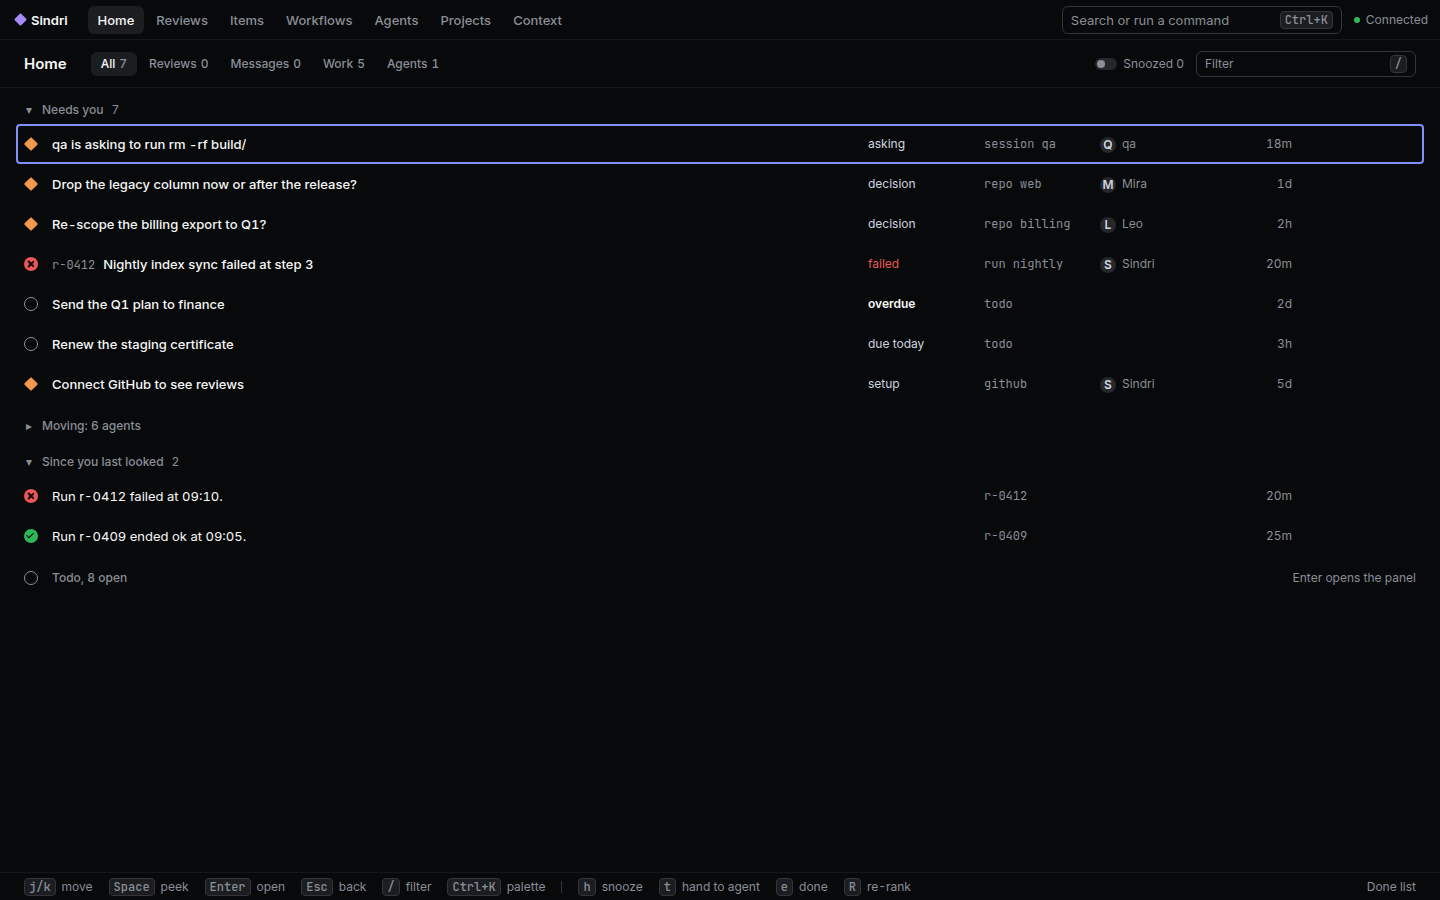 Sindri Home Reviews Items Workflows Agents Projects Context Search or run a command Ctrl+K Connected
Home All 7 Reviews 0 Messages 0 Work 5 Agents 1 Snoozed 0 Filter /
Needs you 7
qa is asking to run rm -rf build/ asking session qa Q qa 18m
Drop the legacy column now or after the release? decision repo web M Mira 1d
Re-scope the billing export to Q1? decision repo billing L Leo 2h
r-0412 Nightly index sync failed at step 3 failed run nightly S Sindri 20m
Send the Q1 plan to finance overdue todo 2d
Renew the staging certificate due today todo 3h
Connect GitHub to see reviews setup github S Sindri 5d
Moving: 6 agents
Since you last looked 2
Run r-0412 failed at 09:10. r-0412 20m
Run r-0409 ended ok at 09:05. r-0409 25m
Todo, 8 open Enter opens the panel
j/k move Space peek Enter open Esc back / filter Ctrl+K palette h snooze t hand to agent e done R re-rank Done list